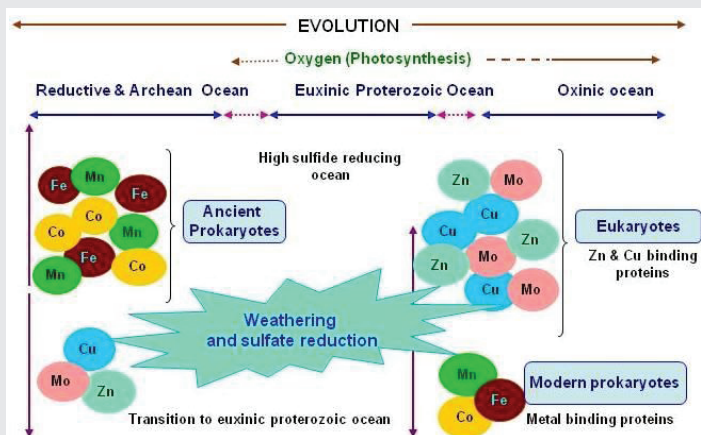 EVOLUTION
Oxygen (Photosynthesis)
Reductive & Archean Ocean
Euxinic Proterozoic Ocean
Oxinic ocean
High sulfide reducing
ocean
Fe
Mn
Fe
Co
Co
Mn
Fe
Mn
Co
Ancient
Prokaryotes
Zn
Mo
Cu
Cu
Zn
Zn
Mo
Cu
Mo
Eukaryotes
Zn & Cu binding
proteins
Weathering
and sulfate reduction
Cu
Mo
Zn
Transition to euxinic proterozoic ocean
Mn
Fe
Co
Modern prokaryotes
Metal binding proteins